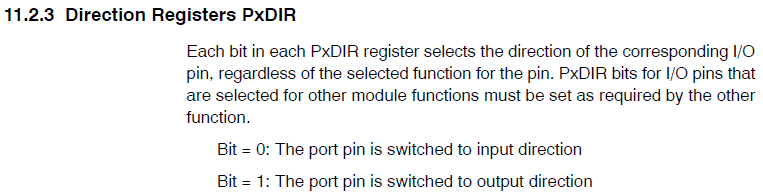 11.2.3 Direction Registers PxDIR
Each bit in each PxDIR register selects the direction of the corresponding I/O
pin, regardless of the selected function for the pin. PxDIR bits for I/O pins that
are selected for other module functions must be set as required by the other
function.
Bit = 0: The port pin is switched to input direction
Bit = 1: The port pin is switched to output direction